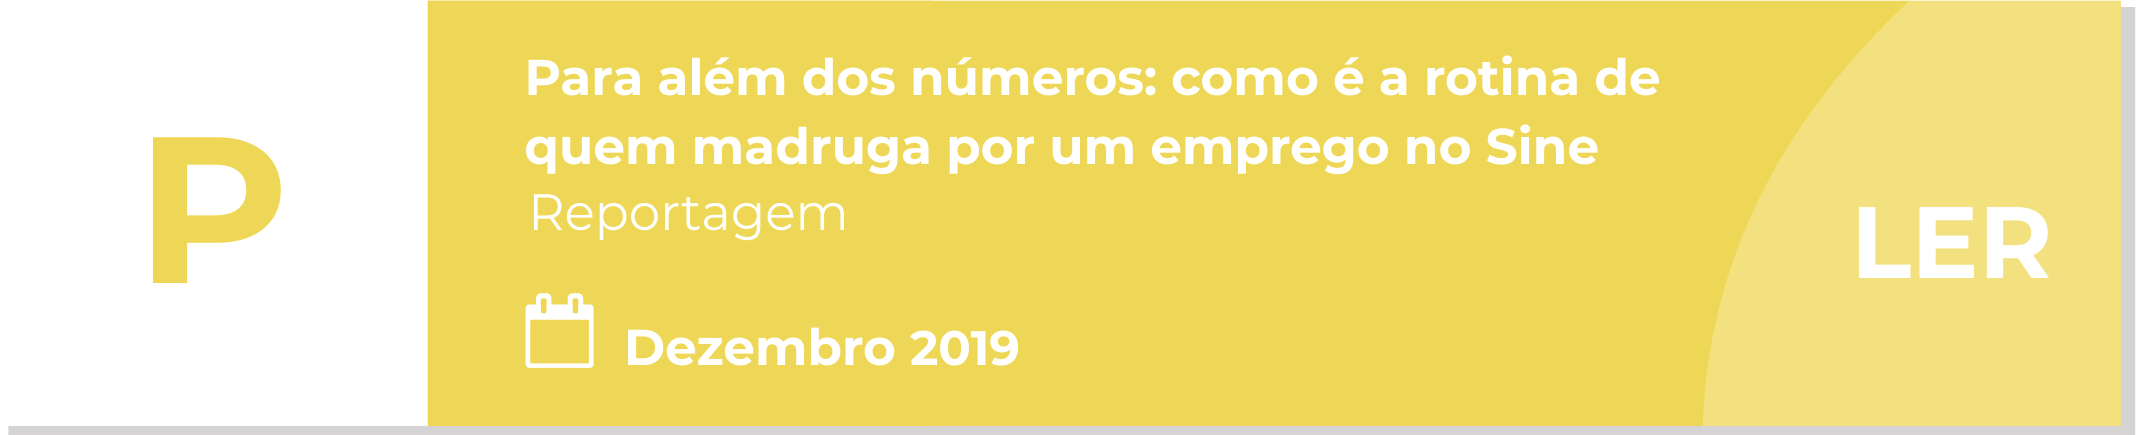 P
Para além dos números: como é a rotina de
quem madruga por um emprego no Sine
Reportagem
Dezembro 2019
LER